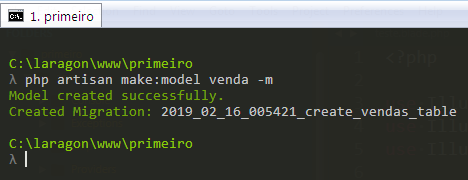 1. primeiro
C:\laragon\www\primeiro
λ php artisan make:model venda -m
Model created successfully.
Created Migration: 2019_02_16_005421_create_vendas_table
C:\laragon\www\primeiro
λ
<?php